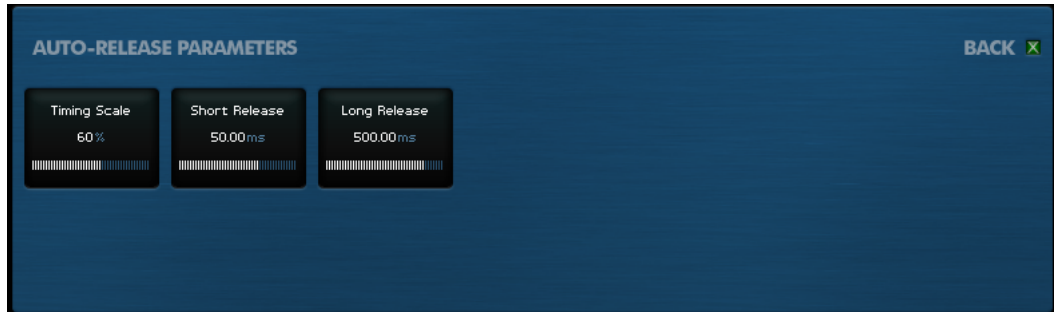 AUTO-RELEASE PARAMETERS
BACK X
Timing Scale
60%
Short Release
50.00ms
Long Release
500.00ms